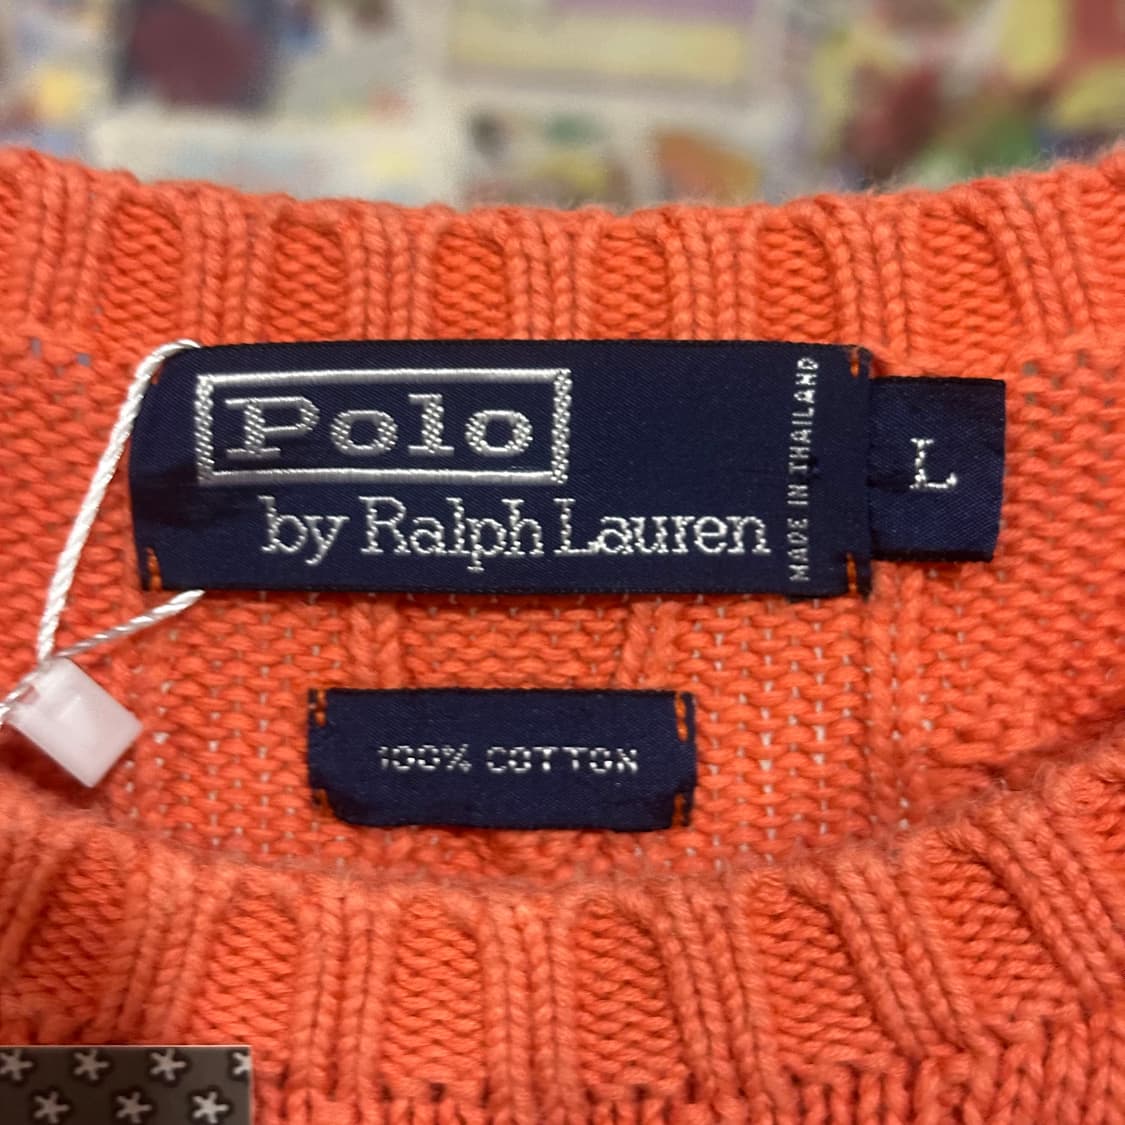 Polo
by Ralph Lauren
MADE IN THAILAND
L
100% COTTON